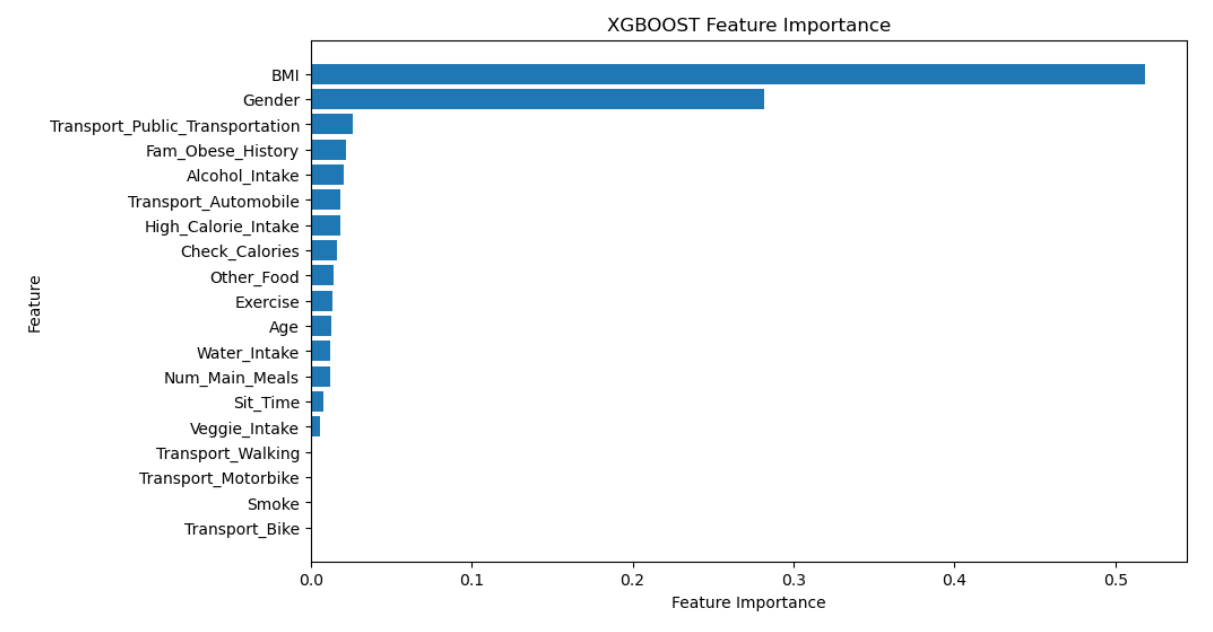 XGBOOST Feature Importance
BMI
Gender
Transport_Public_Transportation
Fam_Obese_History
Alcohol_Intake
Transport_Automobile
High_Calorie_Intake
Check_Calories
Other_Food
Exercise
Age
Water_Intake
Num_Main_Meals
Sit_Time
Veggie_Intake
Transport_Walking
Transport_Motorbike
Smoke
Transport_Bike
Feature
0.0 0.1 0.2 0.3 0.4 0.5
Feature Importance